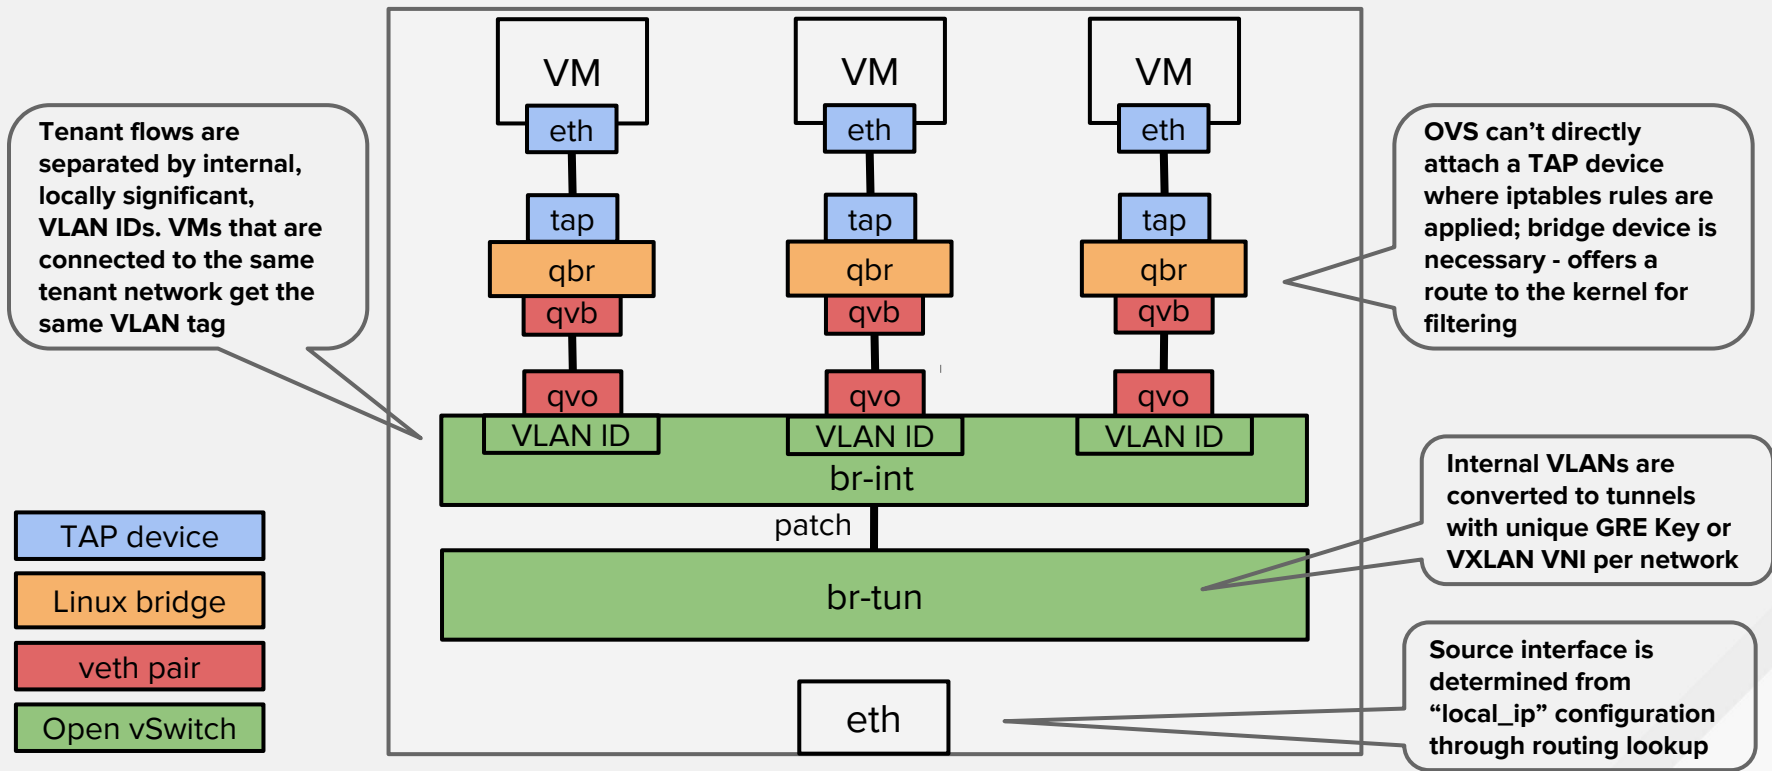 VM
VM
VM
eth
eth
eth
tap
tap
tap
qbr
qbr
qbr
qvb
qvb
qvb
qvo
qvo
qvo
VLAN ID
VLAN ID
VLAN ID
br-int
patch
br-tun
eth
Tenant flows are
separated by internal,
locally significant,
VLAN IDs. VMs that are
connected to the same
tenant network get the
same VLAN tag
OVS can’t directly
attach a TAP device
where iptables rules are
applied; bridge device is
necessary - offers a
route to the kernel for
filtering
Internal VLANs are
converted to tunnels
with unique GRE Key or
VXLAN VNI per network
Source interface is
determined from
“local_ip” configuration
through routing lookup
TAP device
Linux bridge
veth pair
Open vSwitch